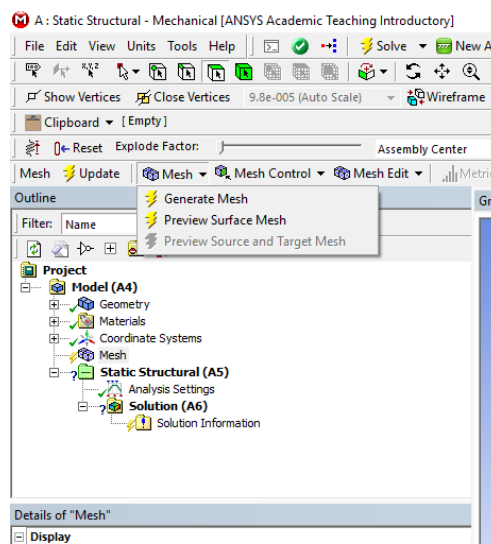 A : Static Structural - Mechanical [ANSYS Academic Teaching Introductory]
File Edit View Units Tools Help Solve New A
Show Vertices Close Vertices 9.8e-005 (Auto Scale) Wireframe
Clipboard [Empty]
Reset Explode Factor: Assembly Center
Mesh Update Mesh Mesh Control Mesh Edit Metri
Outline
Gr
Generate Mesh
Filter: Name
Preview Surface Mesh
Preview Source and Target Mesh
Project
Model (A4)
Geometry
Materials
Coordinate Systems
Mesh
Static Structural (A5)
Analysis Settings
Solution (A6)
Solution Information
Details of "Mesh"
Display